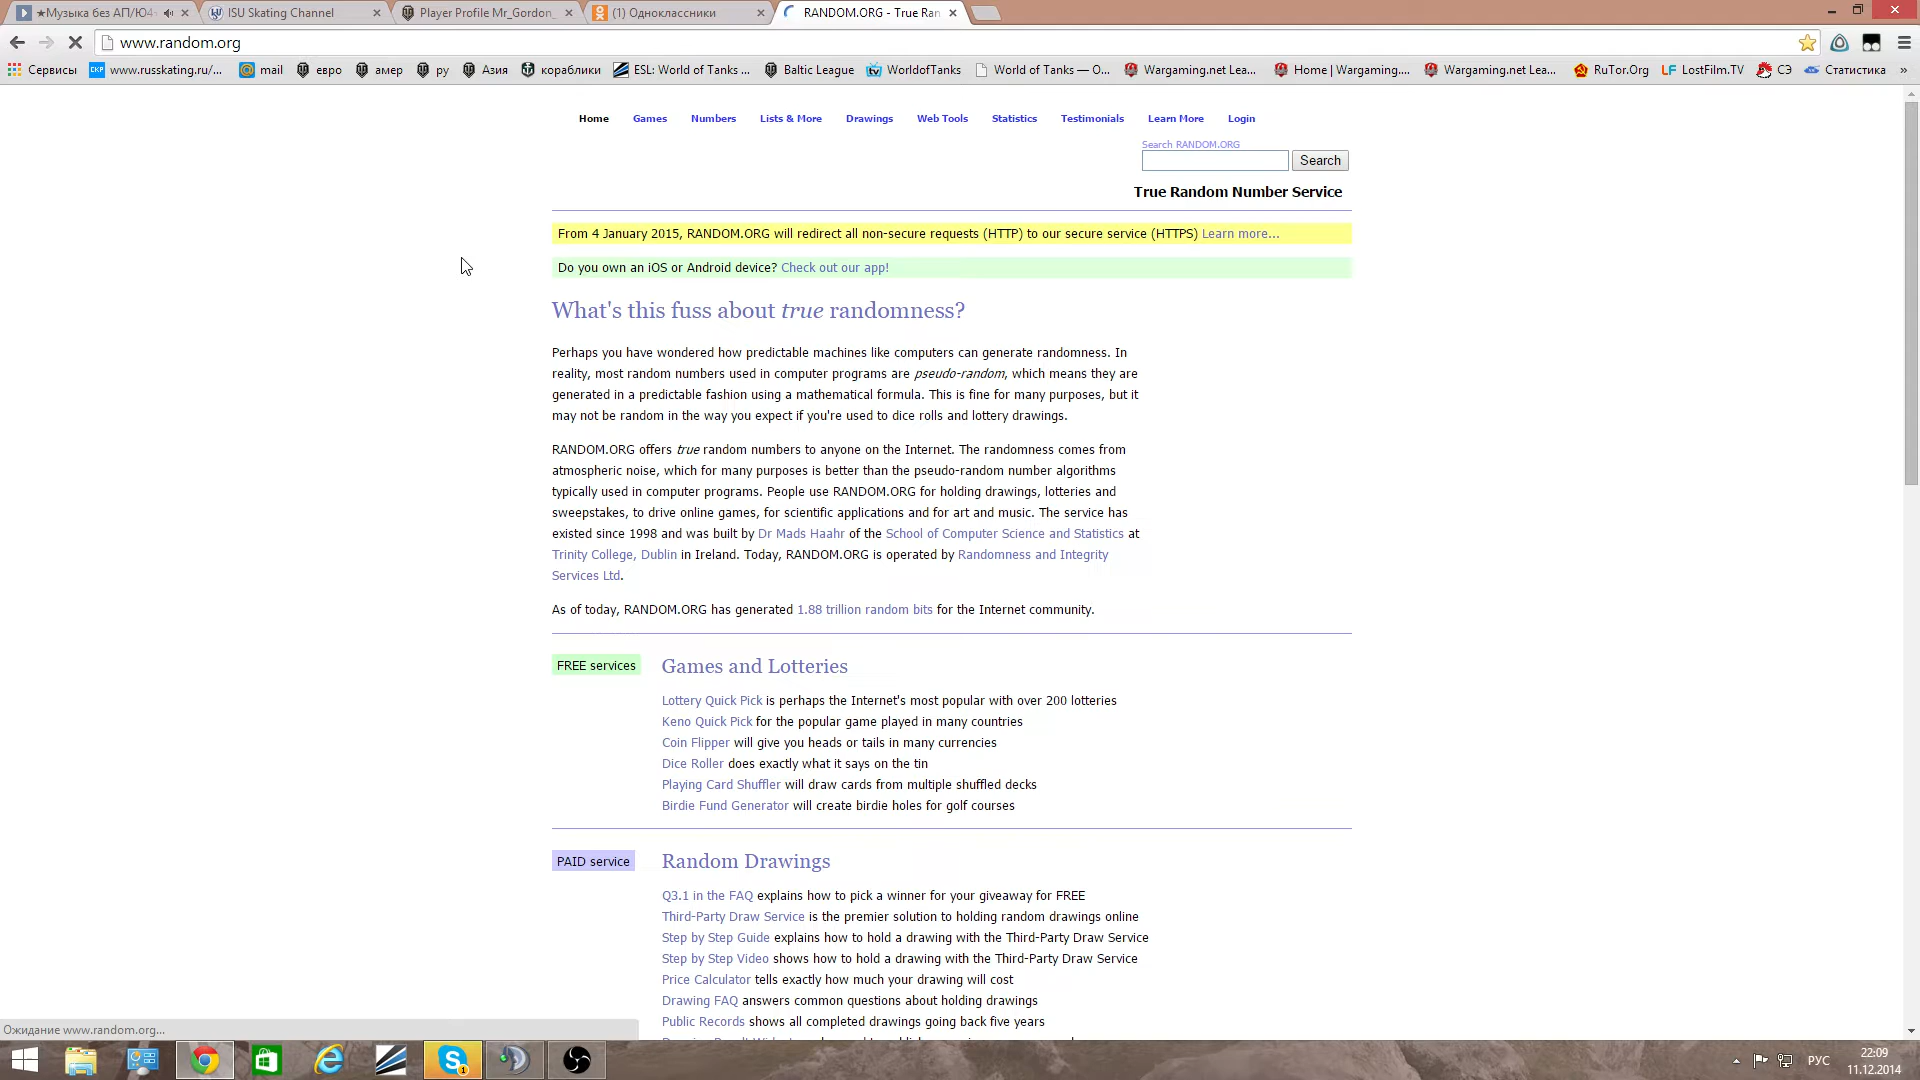 ★Музыка без АП/Ю4
ISU Skating Channel
Player Profile Mr_Gordon_
(1) Одноклассники
RANDOM.ORG - True Ran
www.random.org
Сервисы
www.russkating.ru/...
mail
евро
амер
ру
Азия
кораблики
ESL: World of Tanks ...
Baltic League
WorldofTanks
World of Tanks — О...
Wargaming.net Lea...
Home | Wargaming....
Wargaming.net Lea...
RuTor.Org
LostFilm.TV
СЭ
Статистика
»
Home
Games
Numbers
Lists & More
Drawings
Web Tools
Statistics
Testimonials
Learn More
Login
Search RANDOM.ORG
Search
True Random Number Service
From 4 January 2015, RANDOM.ORG will redirect all non-secure requests (HTTP) to our secure service (HTTPS) Learn more...
Do you own an iOS or Android device? Check out our app!
What's this fuss about true randomness?
Perhaps you have wondered how predictable machines like computers can generate randomness. In
reality, most random numbers used in computer programs are pseudo-random, which means they are
generated in a predictable fashion using a mathematical formula. This is fine for many purposes, but it
may not be random in the way you expect if you're used to dice rolls and lottery drawings.
RANDOM.ORG offers true random numbers to anyone on the Internet. The randomness comes from
atmospheric noise, which for many purposes is better than the pseudo-random number algorithms
typically used in computer programs. People use RANDOM.ORG for holding drawings, lotteries and
sweepstakes, to drive online games, for scientific applications and for art and music. The service has
existed since 1998 and was built by Dr Mads Haahr of the School of Computer Science and Statistics at
Trinity College, Dublin in Ireland. Today, RANDOM.ORG is operated by Randomness and Integrity
Services Ltd.
As of today, RANDOM.ORG has generated 1.88 trillion random bits for the Internet community.
FREE services
Games and Lotteries
Lottery Quick Pick is perhaps the Internet's most popular with over 200 lotteries
Keno Quick Pick for the popular game played in many countries
Coin Flipper will give you heads or tails in many currencies
Dice Roller does exactly what it says on the tin
Playing Card Shuffler will draw cards from multiple shuffled decks
Birdie Fund Generator will create birdie holes for golf courses
PAID service
Random Drawings
Q3.1 in the FAQ explains how to pick a winner for your giveaway for FREE
Third-Party Draw Service is the premier solution to holding random drawings online
Step by Step Guide explains how to hold a drawing with the Third-Party Draw Service
Step by Step Video shows how to hold a drawing with the Third-Party Draw Service
Price Calculator tells exactly how much your drawing will cost
Drawing FAQ answers common questions about holding drawings
Public Records shows all completed drawings going back five years
Ожидание www.random.org...
РУС
22:09
11.12.2014